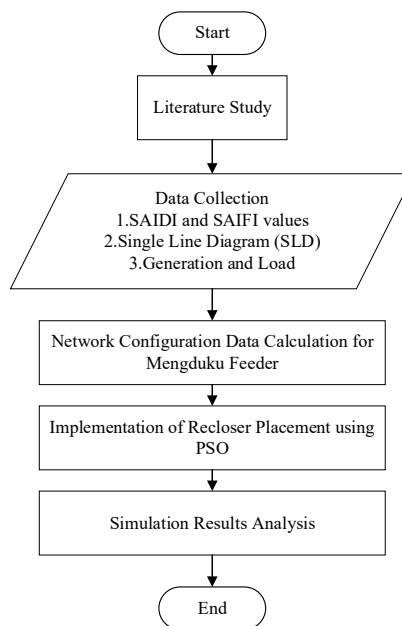 Start
Literature Study
Data Collection
1.SAIDI and SAIFI values
2.Single Line Diagram (SLD)
3.Generation and Load
Network Configuration Data Calculation for
Mengduku Feeder
Implementation of Recloser Placement using
PSO
Simulation Results Analysis
End